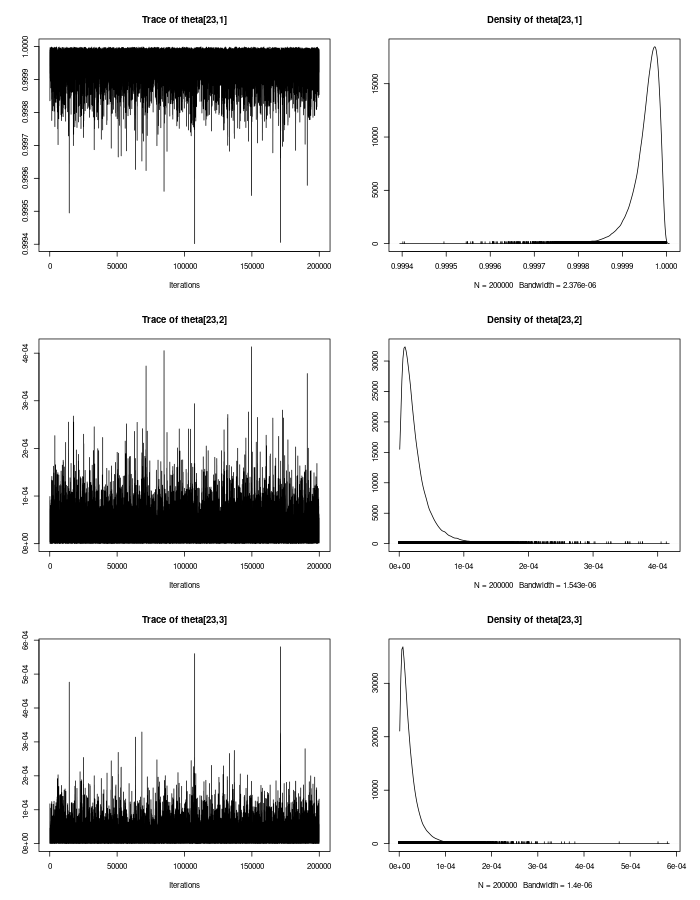 Trace of theta[23,1]
1.0000
0.9999
0.9998
0.9997
0.9996
0.9995
0.9994
0 50000 100000 150000 200000
Iterations
Density of theta[23,1]
15000
10000
5000
0
0.9994 0.9995 0.9996 0.9997 0.9998 0.9999 1.0000
N = 200000 Bandwidth = 2.376e-06
Trace of theta[23,2]
4e-04
3e-04
2e-04
1e-04
0e+00
0 50000 100000 150000 200000
Iterations
Density of theta[23,2]
30000
25000
20000
15000
10000
5000
0
0e+00 1e-04 2e-04 3e-04 4e-04
N = 200000 Bandwidth = 1.543e-06
Trace of theta[23,3]
6e-04
5e-04
4e-04
3e-04
2e-04
1e-04
0e+00
0 50000 100000 150000 200000
Iterations
Density of theta[23,3]
30000
20000
10000
0
0e+00 1e-04 2e-04 3e-04 4e-04 5e-04 6e-04
N = 200000 Bandwidth = 1.4e-06